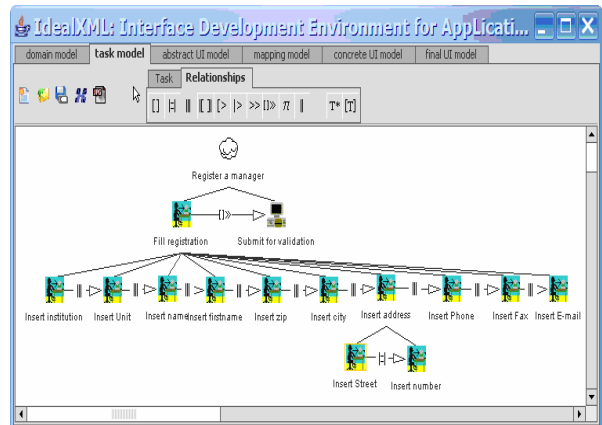 IdealXML: Interface Development Environment for AppLicati...
domain model task model abstract UI model mapping model concrete UI model final UI model
Task Relationships
[] |=| ||| [[]] [> |> >> []>> π || T* [T]
Register a manager
[]>>
Fill registration Submit for validation
|| || || || || || || || ||
Insert institution Insert Unit Insert name Insert firstname Insert zip Insert city Insert address Insert Phone Insert Fax Insert E-mail
|=|
Insert Street Insert number